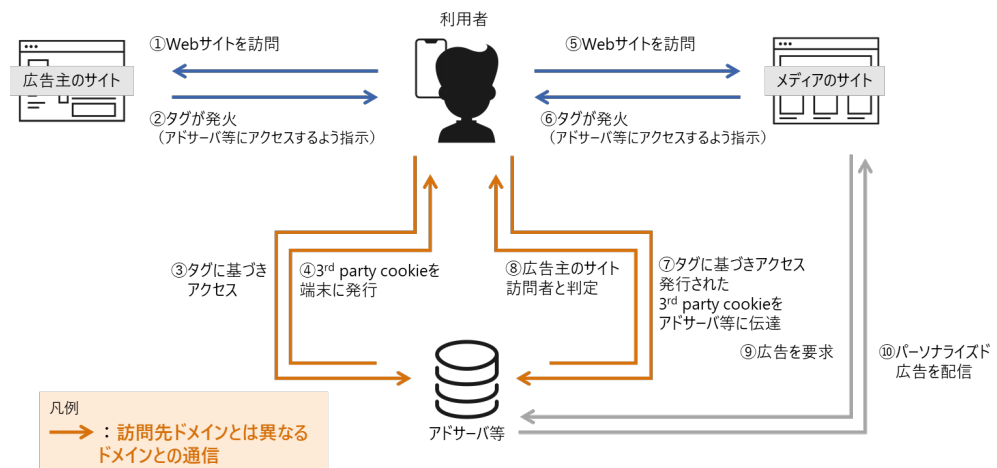 利用者
①Webサイトを訪問
⑤Webサイトを訪問
広告主のサイト
メディアのサイト
②タグが発火
（アドサーバ等にアクセスするよう指示）
⑥タグが発火
（アドサーバ等にアクセスするよう指示）
③タグに基づき
アクセス
④3rd party cookieを
端末に発行
⑧広告主のサイト
訪問者と判定
⑦タグに基づきアクセス
発行された
3rd party cookieを
アドサーバ等に伝達
⑨広告を要求
⑩パーソナライズド
広告を配信
アドサーバ等
凡例
：訪問先ドメインとは異なる
ドメインとの通信